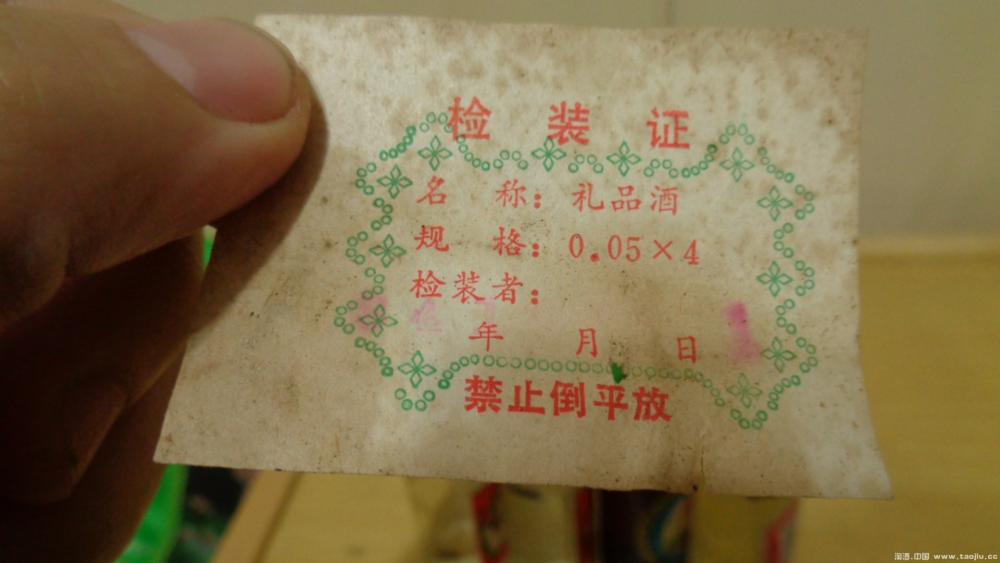 检 装 证
名 称：礼品酒
规 格：0.05×4
检装者：
年 月 日
禁止倒平放
淘酒.中国 www.taojiu.cc